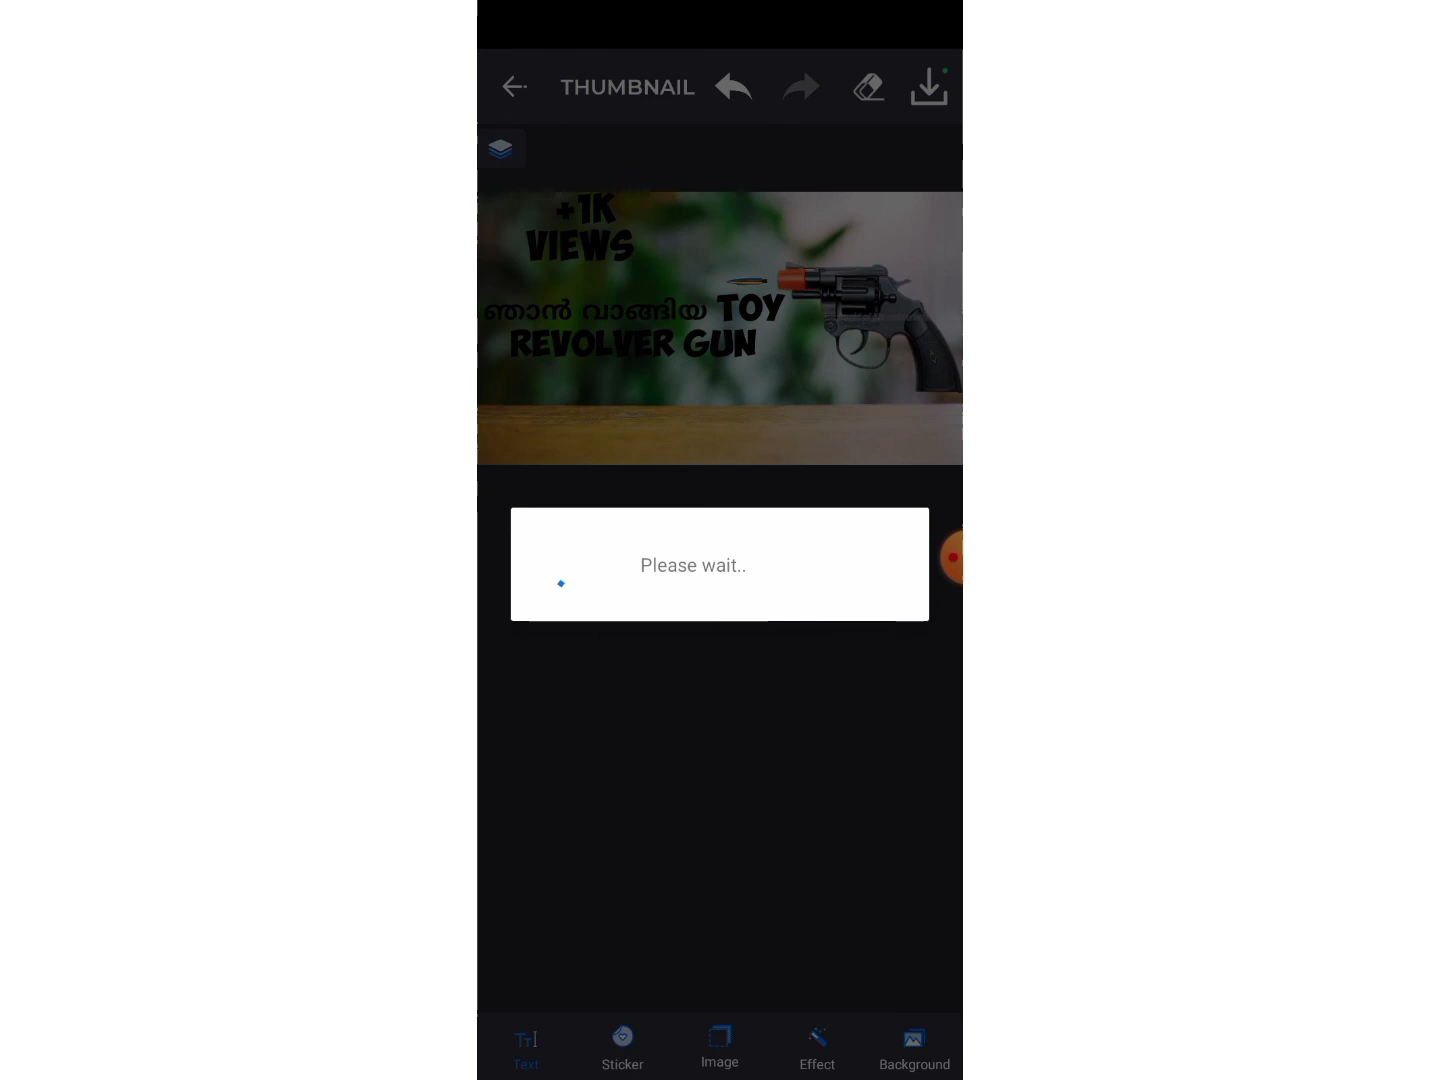 THUMBNAIL
+1K
VIEWS
ഞാൻ വാങ്ങിയ TOY
REVOLVER GUN
Please wait..
Text
Sticker
Image
Effect
Background